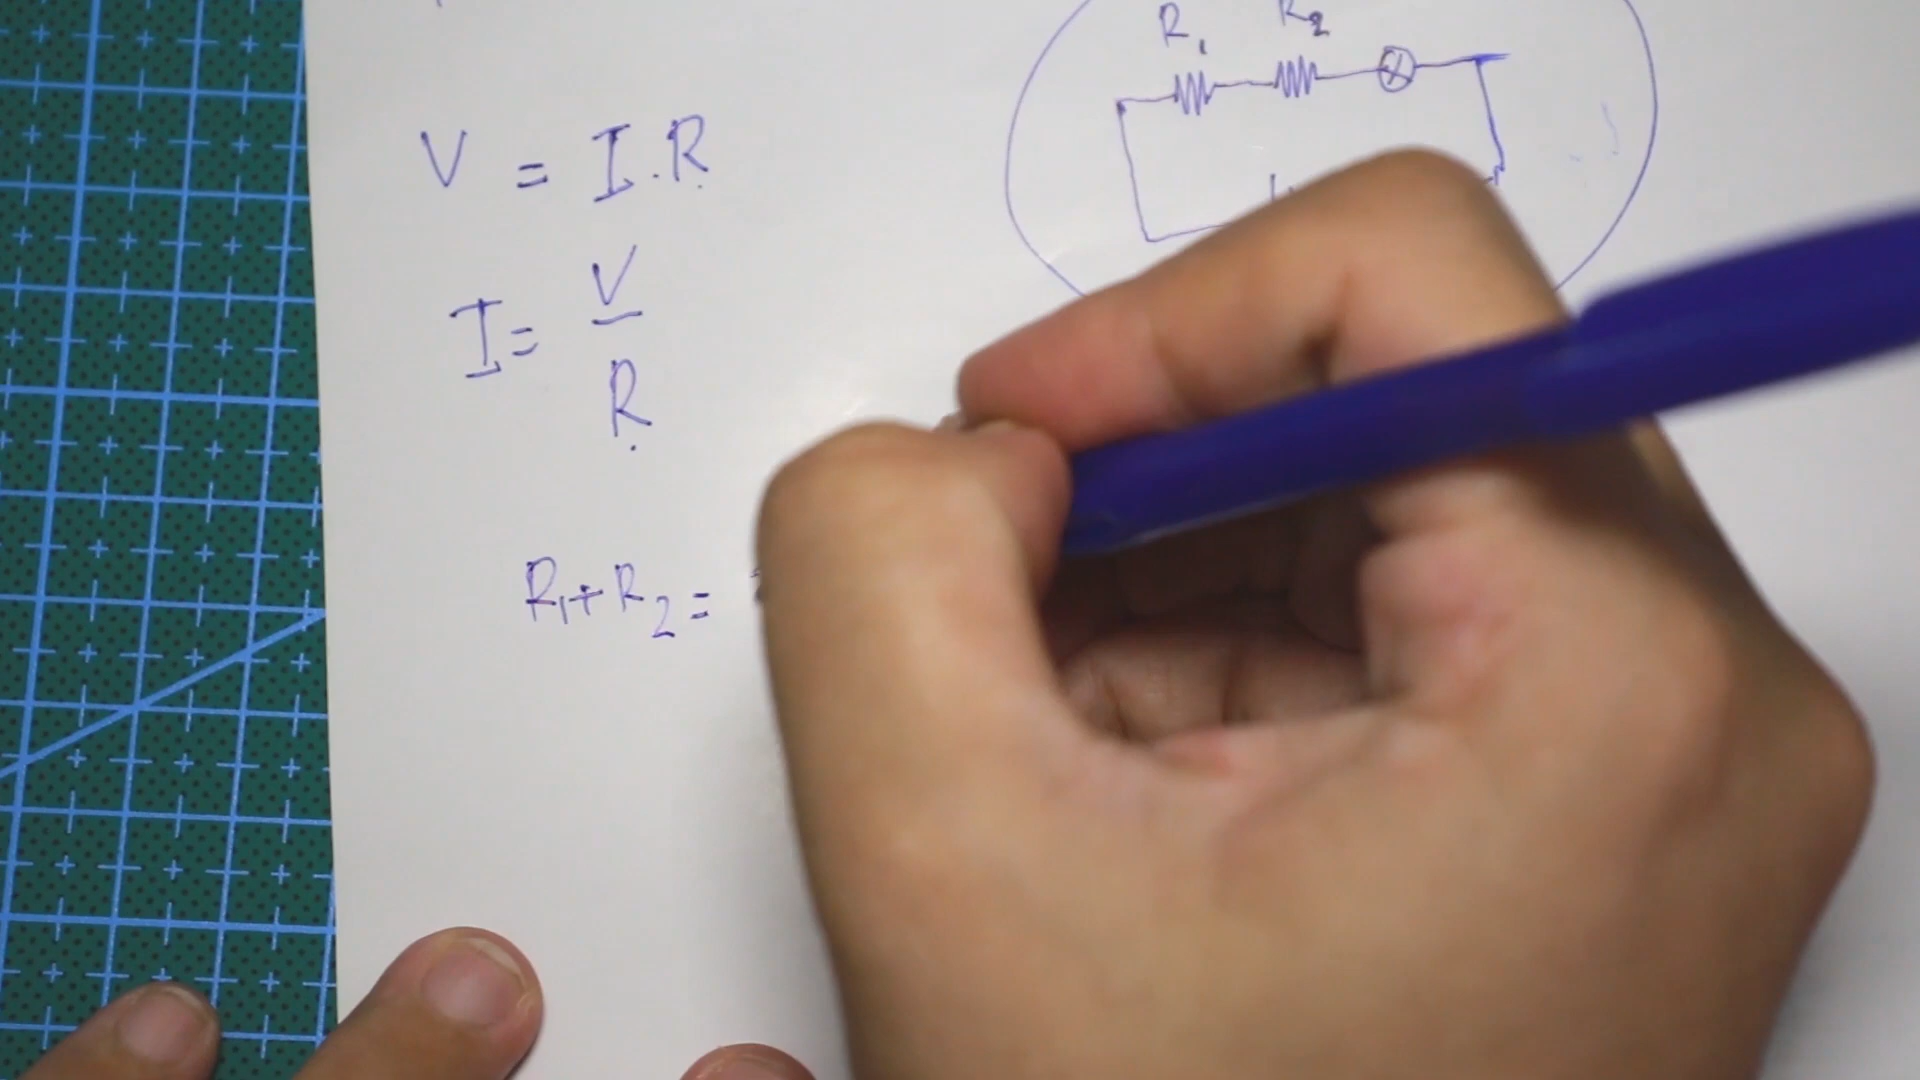 R₁ R₂
V = I.R
I = V
R
R₁+R₂ =